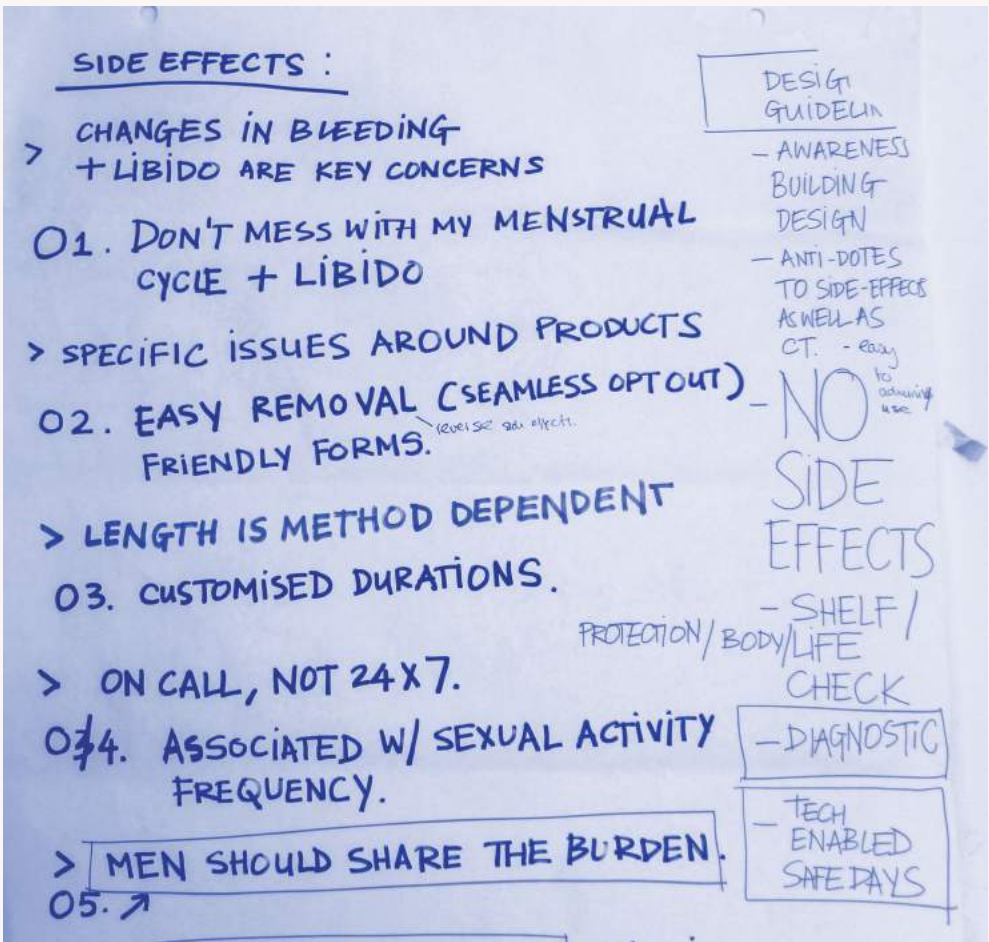 SIDE EFFECTS :
> CHANGES IN BLEEDING
+ LIBIDO ARE KEY CONCERNS
O1. DON'T MESS WITH MY MENSTRUAL
CYCLE + LIBIDO
> SPECIFIC ISSUES AROUND PRODUCTS
O2. EASY REMOVAL (SEAMLESS OPT OUT)
reverse
FRIENDLY FORMS.
> LENGTH IS METHOD DEPENDENT
O3. CUSTOMISED DURATIONS.
> ON CALL, NOT 24X7.
O4. ASSOCIATED W/ SEXUAL ACTIVITY
FREQUENCY.
> MEN SHOULD SHARE THE BURDEN.
O5.
DESIG
GUIDELIN
- AWARENESS
BUILDING
DESIGN
- ANTI-DOTES
TO SIDE-EFFECTS
AS WELL AS
CT. - easy
to
use
- NO
SIDE
EFFECTS
- SHELF /
PROTECTION / BODY/LIFE
CHECK
- DIAGNOSTIC
- TECH
ENABLED
SAFE DAYS